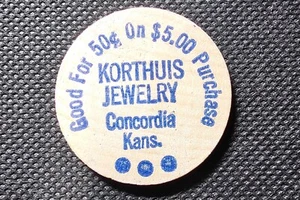 Good For 50¢ On $5.00 Purchase
KORTHUIS
JEWELRY
Concordia
Kans.